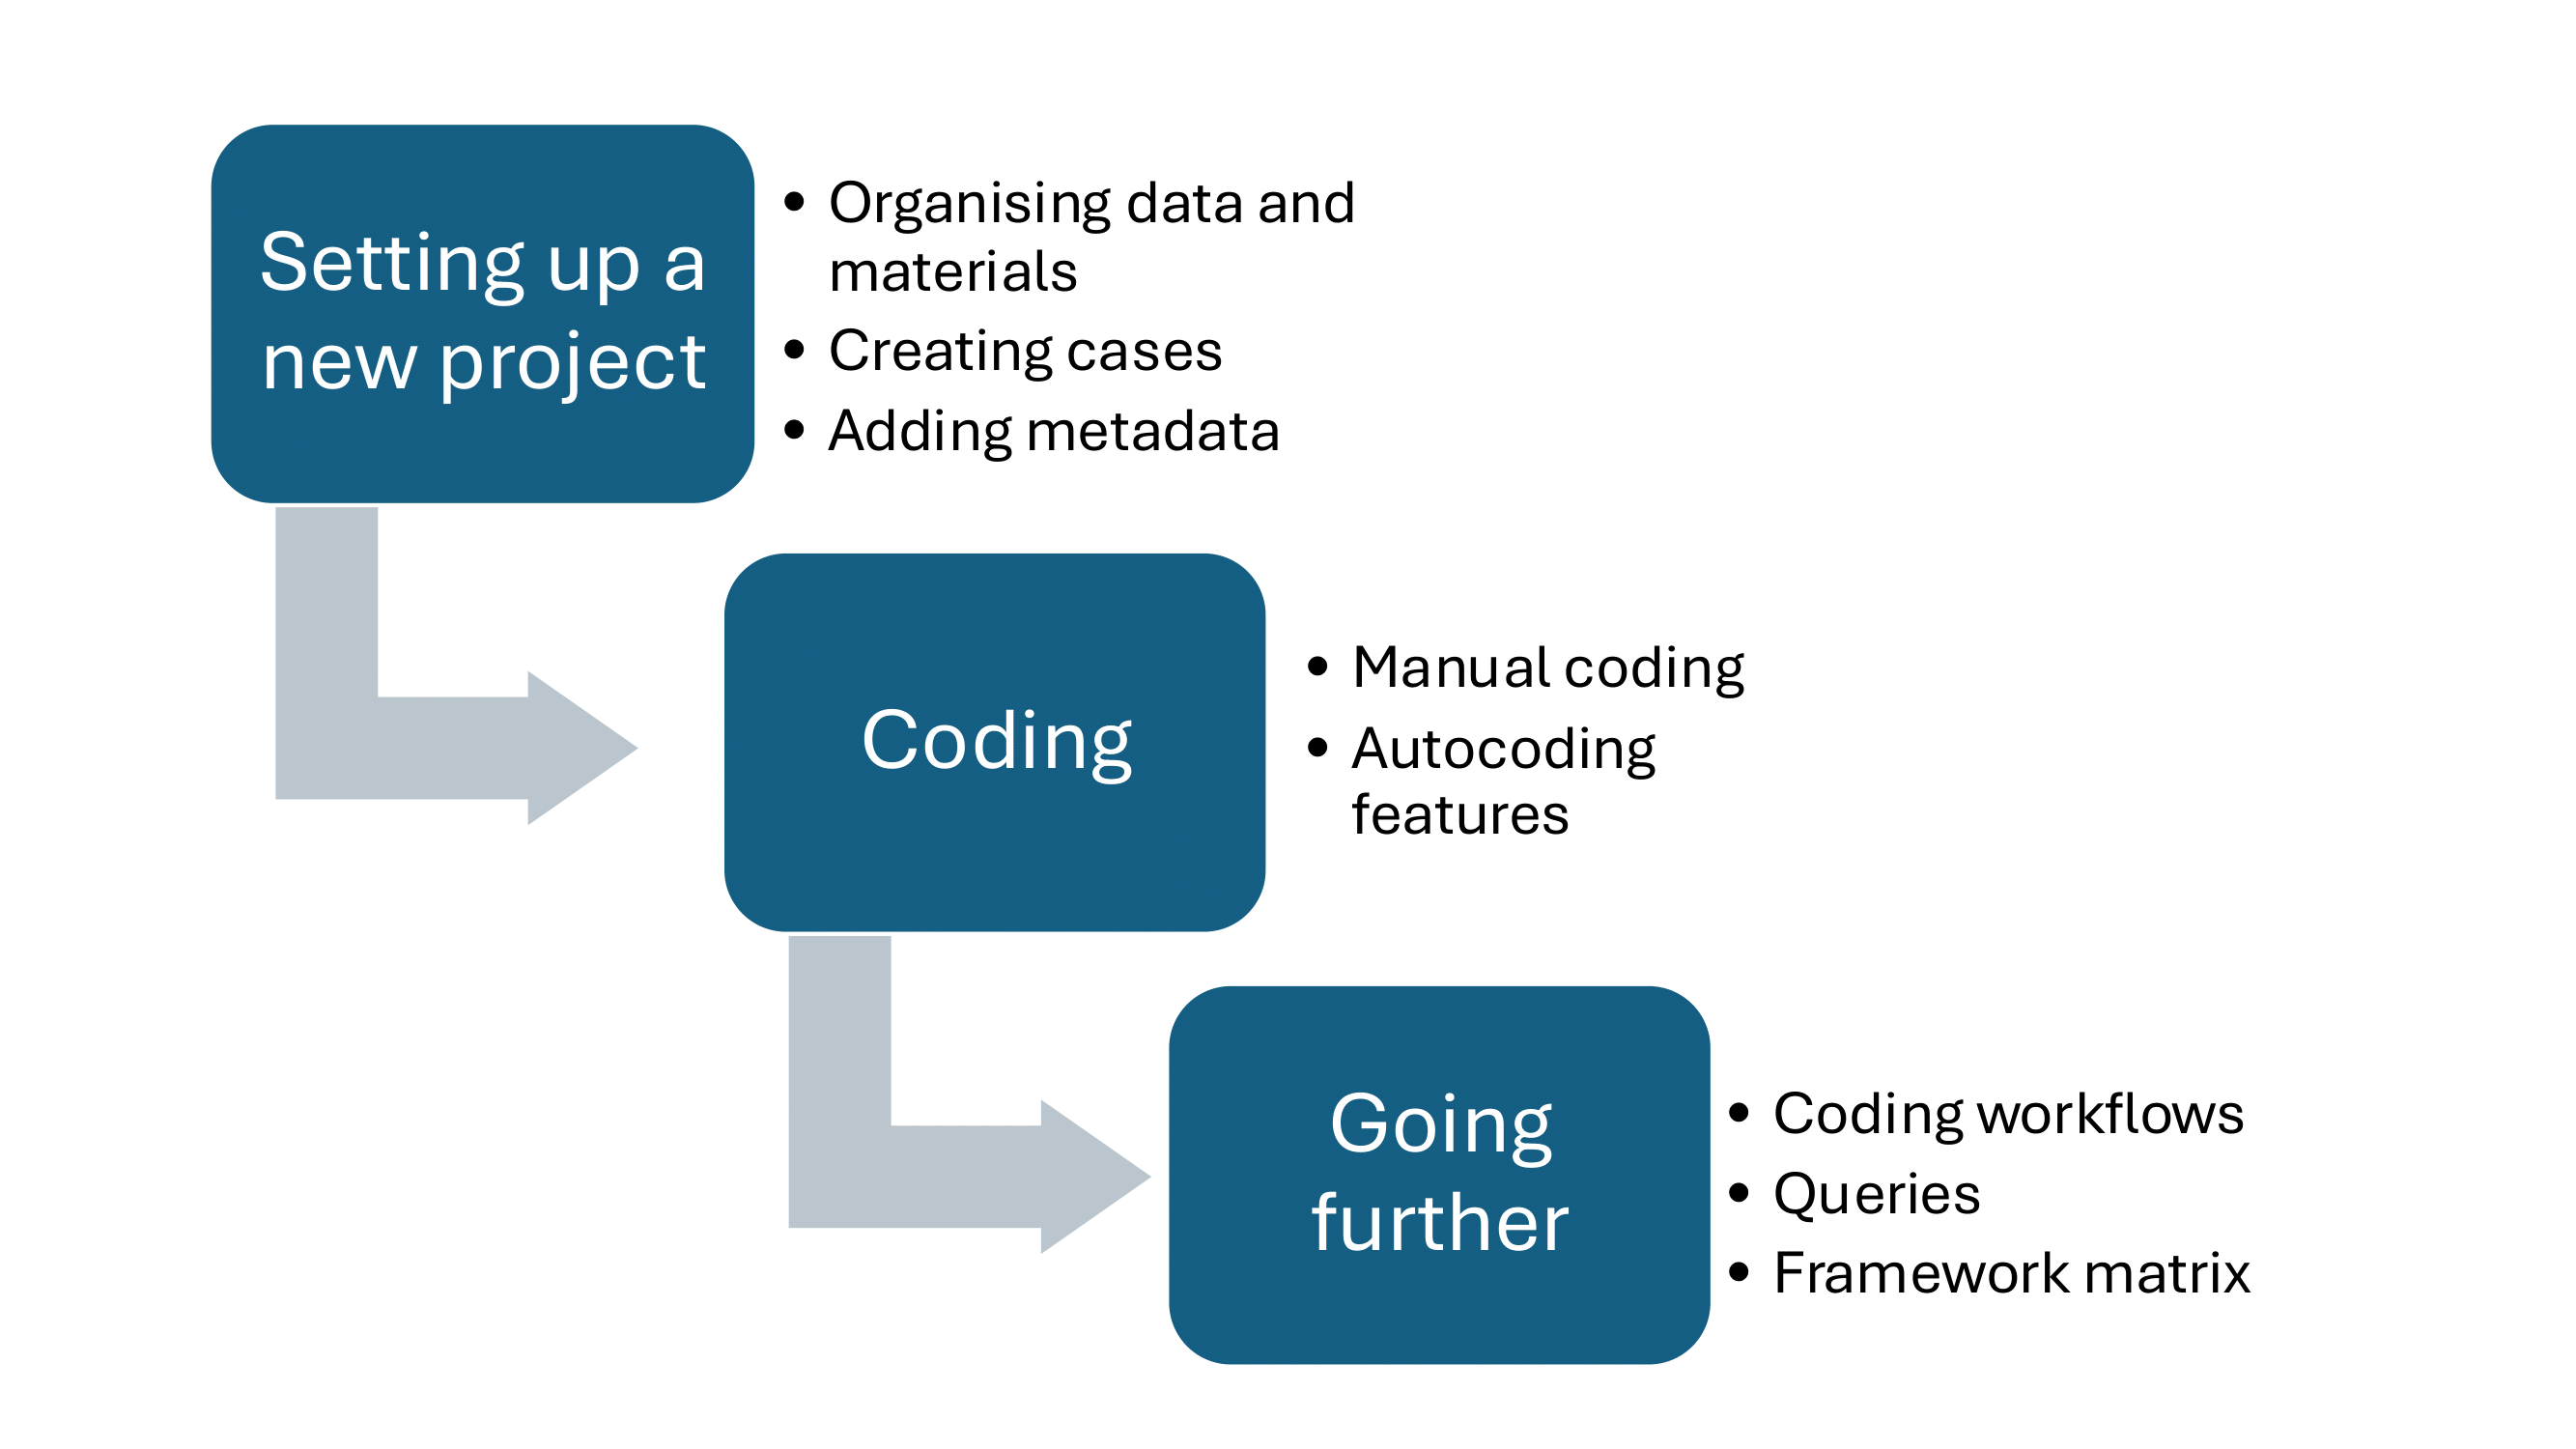 Setting up a
new project
• Organising data and
materials
• Creating cases
• Adding metadata
Coding
• Manual coding
• Autocoding
features
Going
further
• Coding workflows
• Queries
• Framework matrix